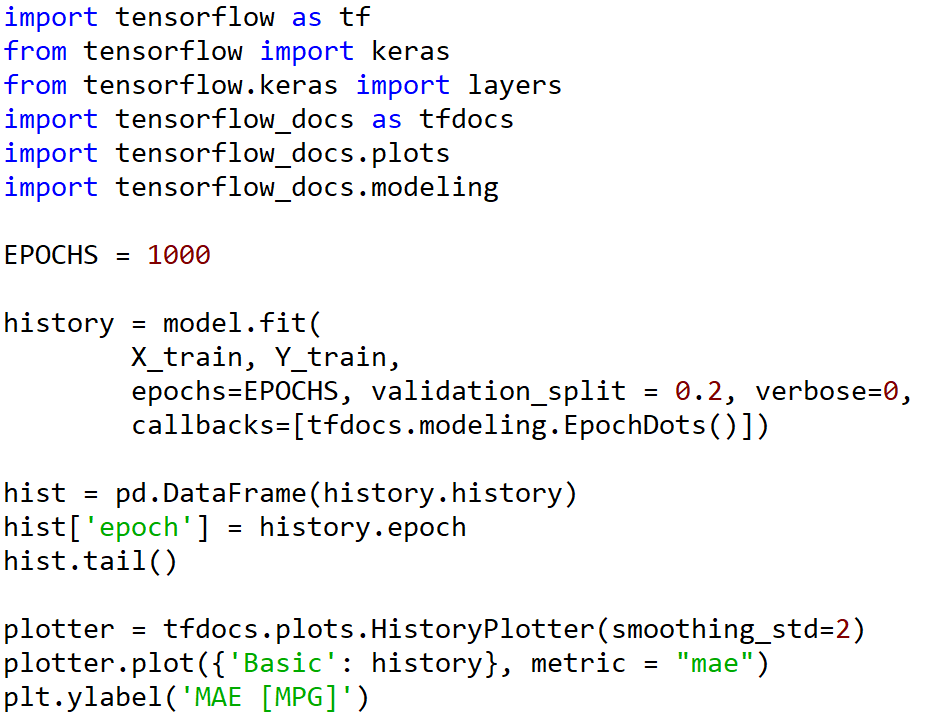 import tensorflow as tf
from tensorflow import keras
from tensorflow.keras import layers
import tensorflow_docs as tfdocs
import tensorflow_docs.plots
import tensorflow_docs.modeling

EPOCHS = 1000

history = model.fit(
        X_train, Y_train,
        epochs=EPOCHS, validation_split = 0.2, verbose=0,
        callbacks=[tfdocs.modeling.EpochDots()])

hist = pd.DataFrame(history.history)
hist['epoch'] = history.epoch
hist.tail()

plotter = tfdocs.plots.HistoryPlotter(smoothing_std=2)
plotter.plot({'Basic': history}, metric = "mae")
plt.ylabel('MAE [MPG]')